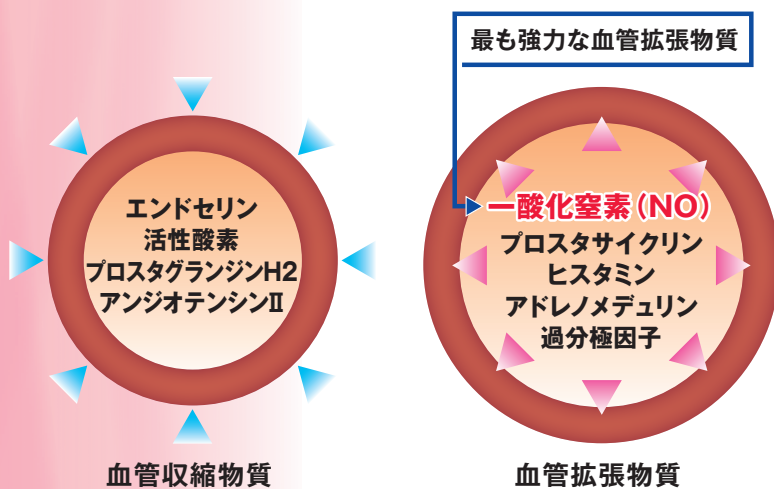 最も強力な血管拡張物質
エンドセリン
活性酸素
プロスタグランジンH2
アンジオテンシンⅡ
血管収縮物質
一酸化窒素(NO)
プロスタサイクリン
ヒスタミン
アドレノメデュリン
過分極因子
血管拡張物質